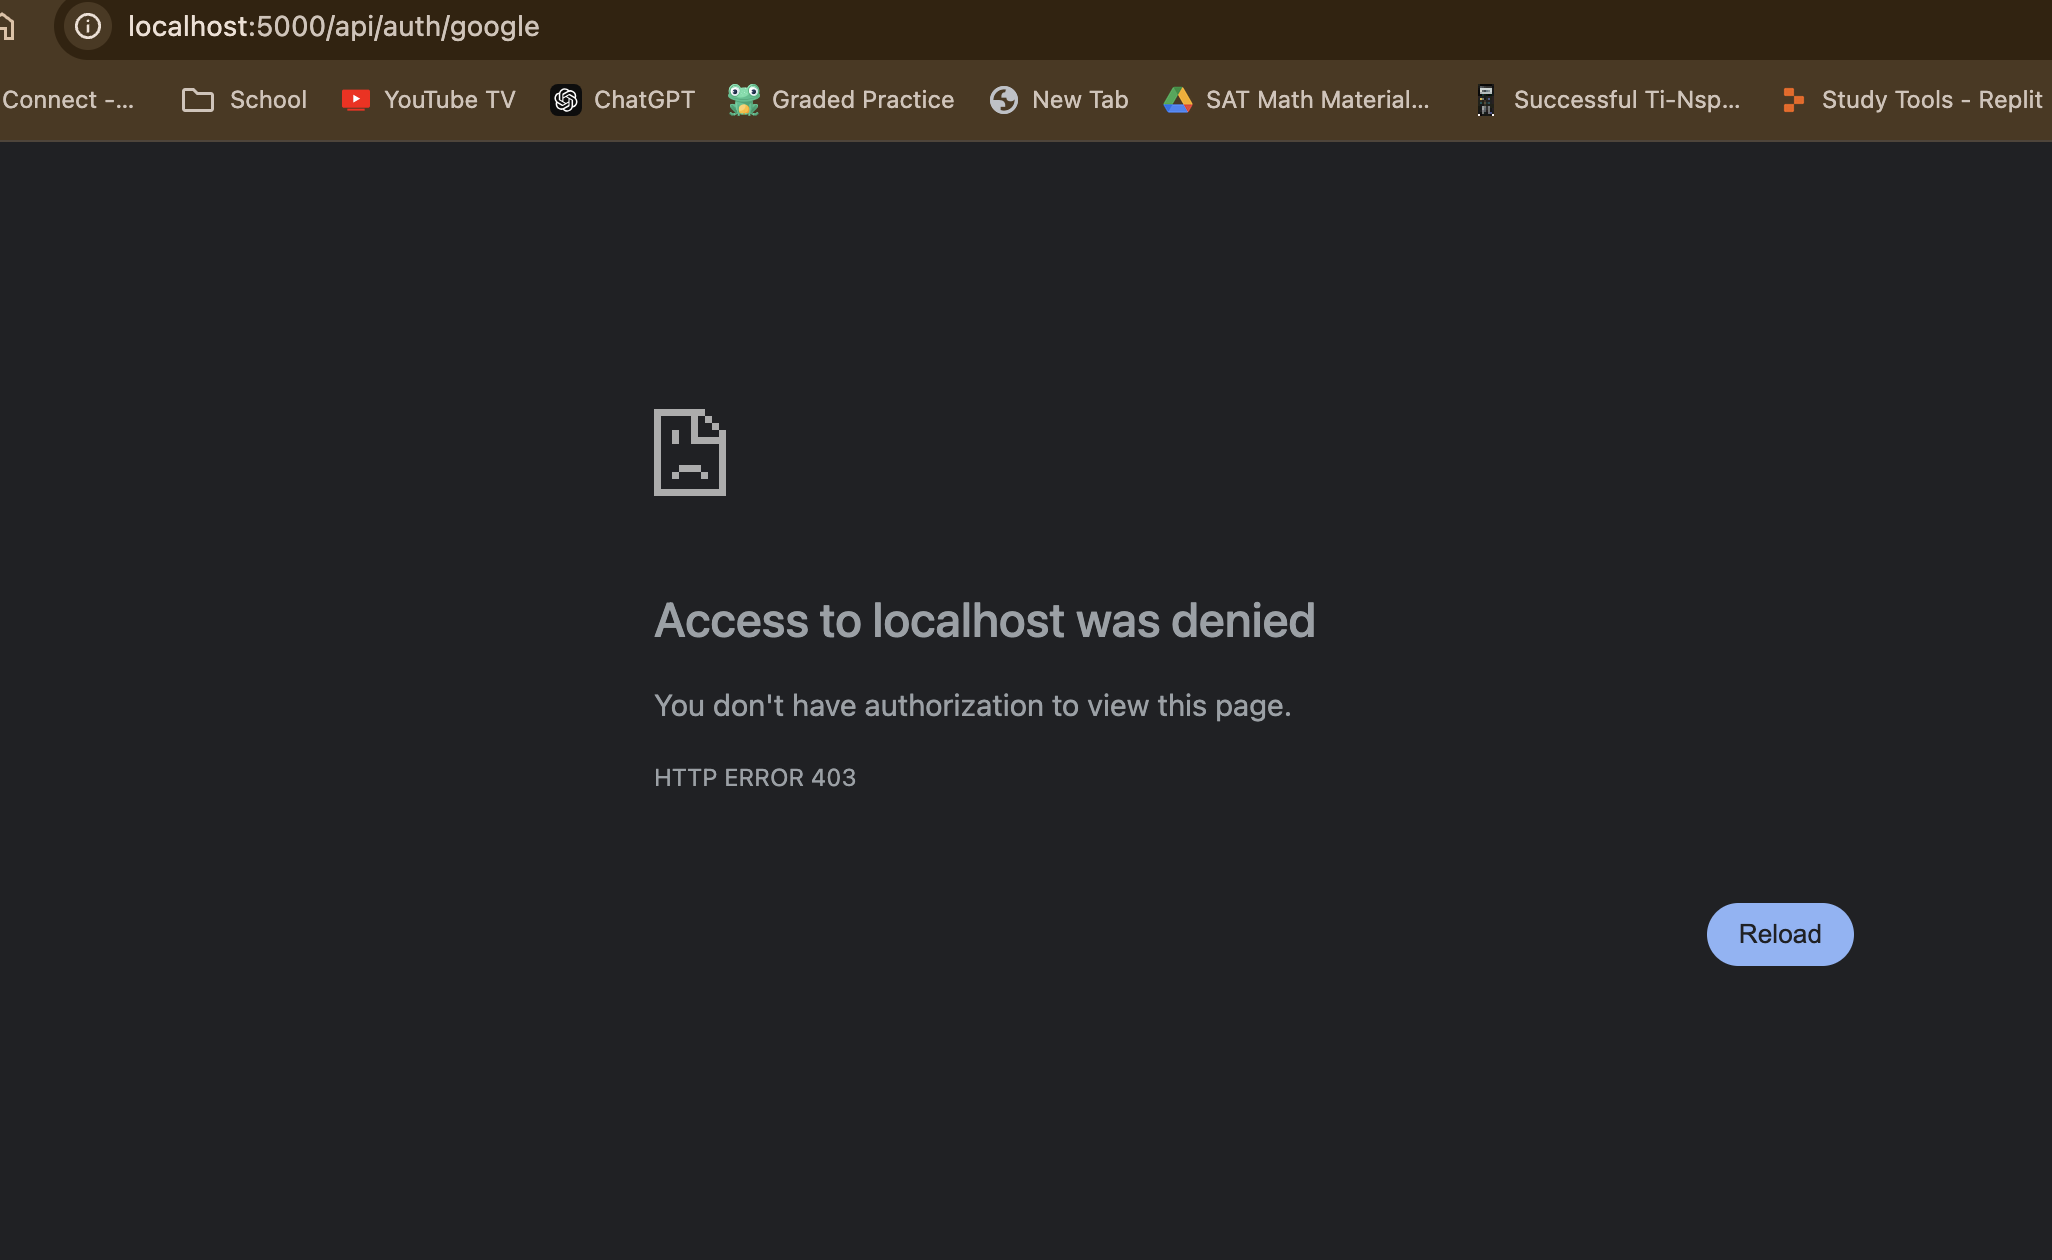 localhost:5000/api/auth/google
Connect -... School YouTube TV ChatGPT Graded Practice New Tab SAT Math Material... Successful Ti-Nsp... Study Tools - Replit
Access to localhost was denied
You don't have authorization to view this page.
HTTP ERROR 403
Reload